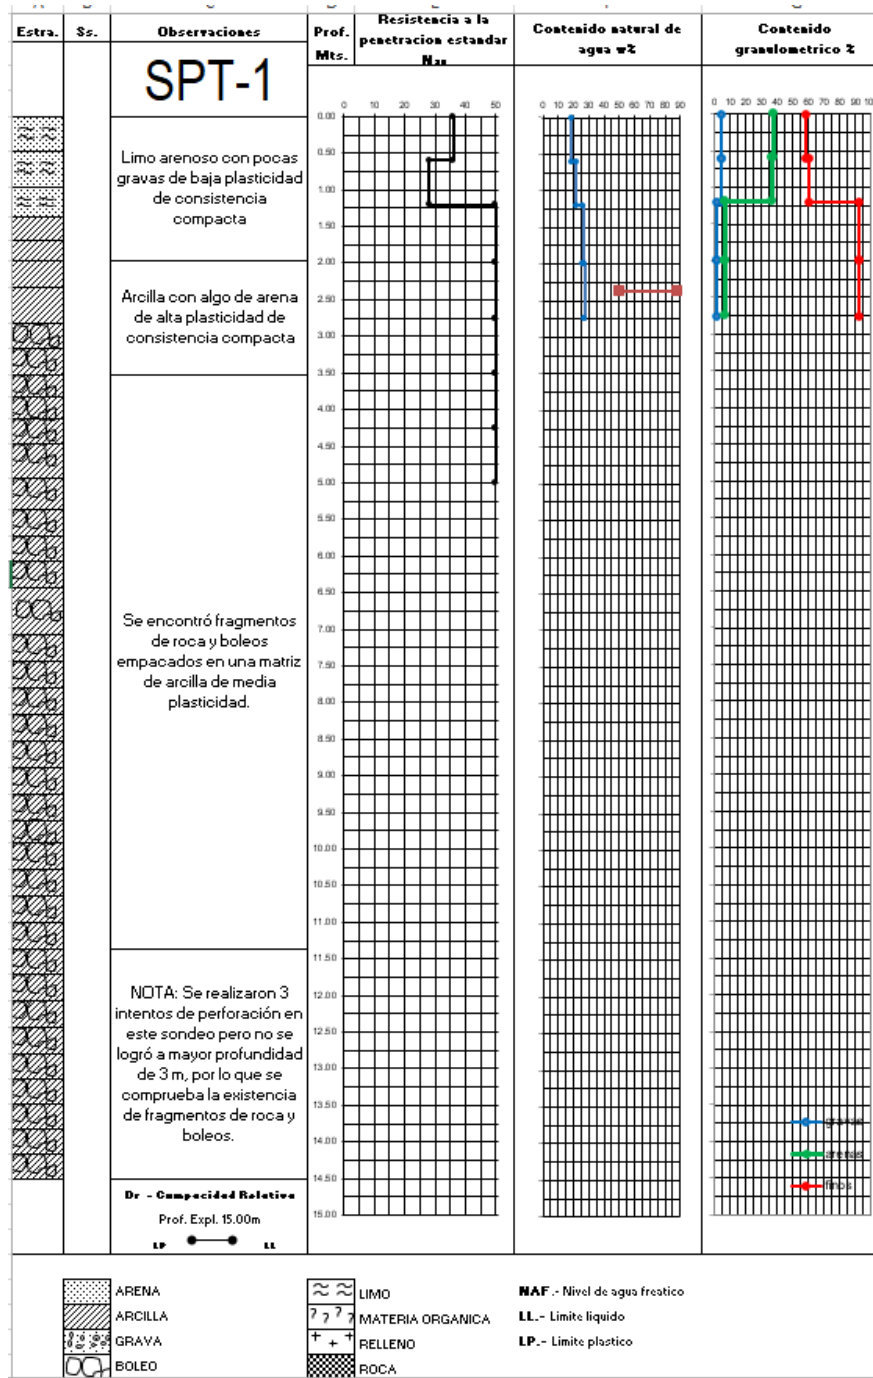 Estra.
Ss.
Observaciones
Prof.
Mts.
Resistencia a la
penetracion estandar
Contenido natural de
agua w%
Contenido
granulometrico %
SPT-1
0 10 20 30 40 50
0 10 20 30 40 50 60 70 80 90
0 10 20 30 40 50 60 70 80 90 100
Limo arenoso con pocas
gravas de baja plasticidad
de consistencia
compacta
Arcilla con algo de arena
de alta plasticidad de
consistencia compacta
Se encontró fragmentos
de roca y boleos
empacados en una matriz
de arcilla de media
plasticidad.
NOTA: Se realizaron 3
intentos de perforación en
este sondeo pero no se
logró a mayor profundidad
de 3 m, por lo que se
comprueba la existencia
de fragmentos de roca y
boleos.
Dr - Compacidad Relativa
Prof. Expl. 15.00m
LP LL
0.00
0.50
1.00
1.50
2.00
2.50
3.00
3.50
4.00
4.50
5.00
5.50
6.00
6.50
7.00
7.50
8.00
8.50
9.00
9.50
10.00
10.50
11.00
11.50
12.00
12.50
13.00
13.50
14.00
14.50
15.00
gravas
arenas
finos
ARENA
ARCILLA
GRAVA
BOLEO
LIMO
MATERIA ORGANICA
RELLENO
ROCA
NAF.- Nivel de agua freatico
LL.- Limite liquido
LP.- Limite plastico